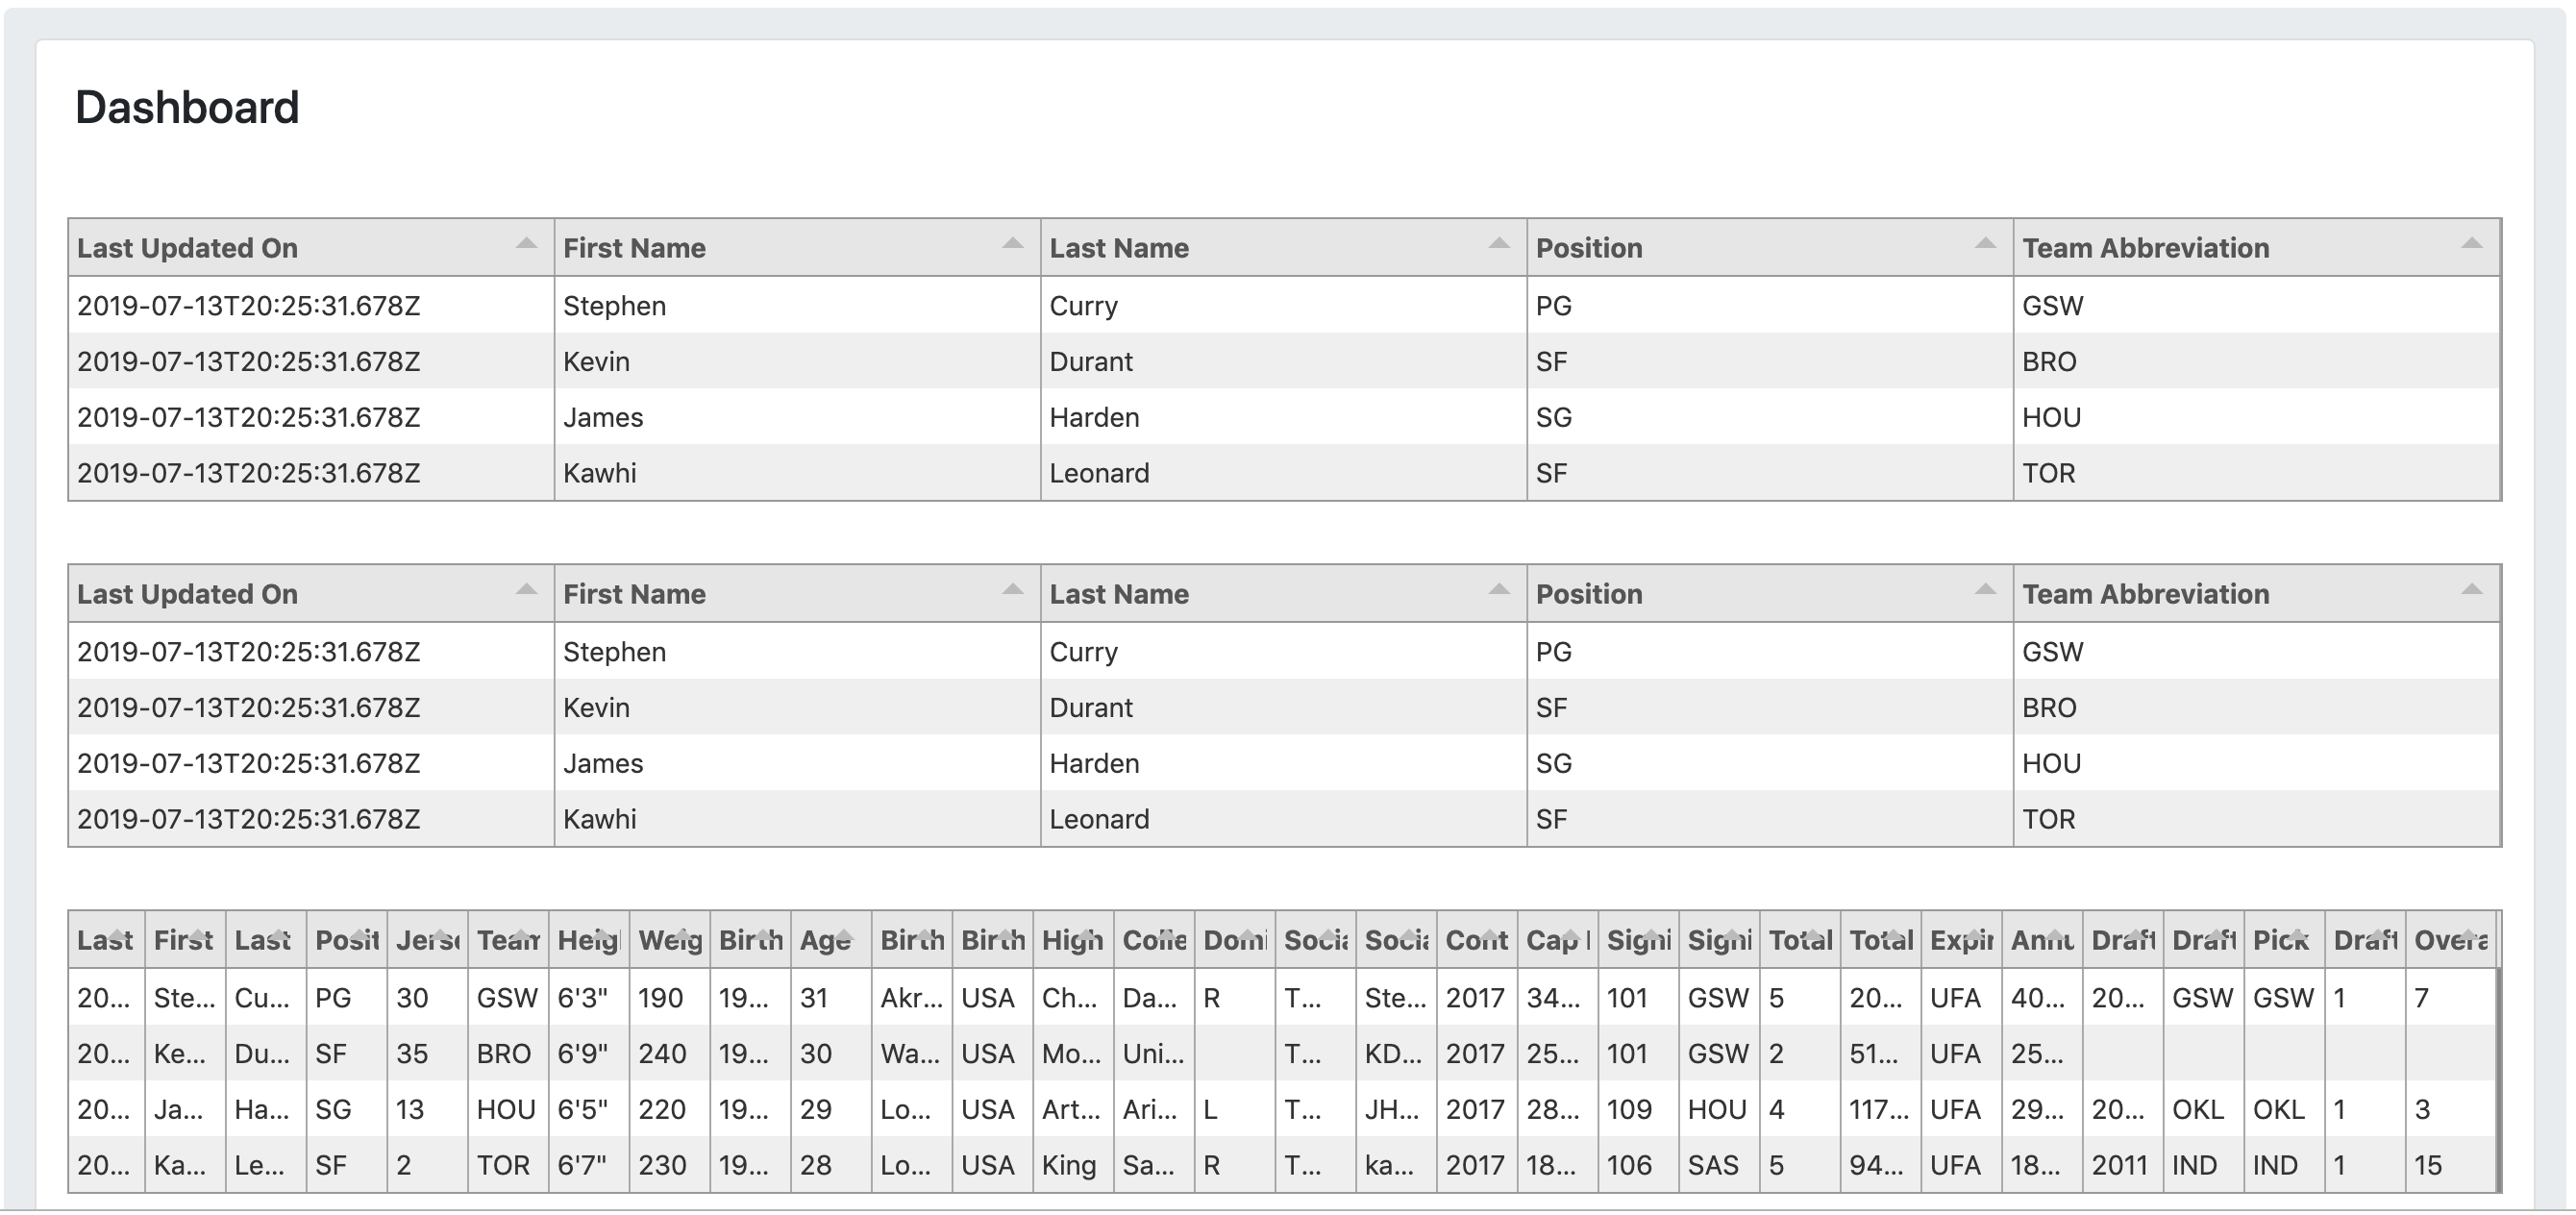 Dashboard
Last Updated On First Name Last Name Position Team Abbreviation
2019-07-13T20:25:31.678Z Stephen Curry PG GSW
2019-07-13T20:25:31.678Z Kevin Durant SF BRO
2019-07-13T20:25:31.678Z James Harden SG HOU
2019-07-13T20:25:31.678Z Kawhi Leonard SF TOR
Last Updated On First Name Last Name Position Team Abbreviation
2019-07-13T20:25:31.678Z Stephen Curry PG GSW
2019-07-13T20:25:31.678Z Kevin Durant SF BRO
2019-07-13T20:25:31.678Z James Harden SG HOU
2019-07-13T20:25:31.678Z Kawhi Leonard SF TOR
Last First Last Posit Jerse Team Heig Weig Birth Age Birth Birth High Colle Domi Socia Socia Cont Cap Signi Signi Total Total Expir Annu Draft Draft Pick Draft Overa
20... Ste... Cu... PG 30 GSW 6'3" 190 19... 31 Akr... USA Ch... Da... R T... Ste... 2017 34... 101 GSW 5 20... UFA 40... 20... GSW GSW 1 7
20... Ke... Du... SF 35 BRO 6'9" 240 19... 30 Wa... USA Mo... Uni... T... KD... 2017 25... 101 GSW 2 51... UFA 25...
20... Ja... Ha... SG 13 HOU 6'5" 220 19... 29 Lo... USA Art... Ari... L T... JH... 2017 28... 109 HOU 4 117... UFA 29... 20... OKL OKL 1 3
20... Ka... Le... SF 2 TOR 6'7" 230 19... 28 Lo... USA King Sa... R T... ka... 2017 18... 106 SAS 5 94... UFA 18... 2011 IND IND 1 15